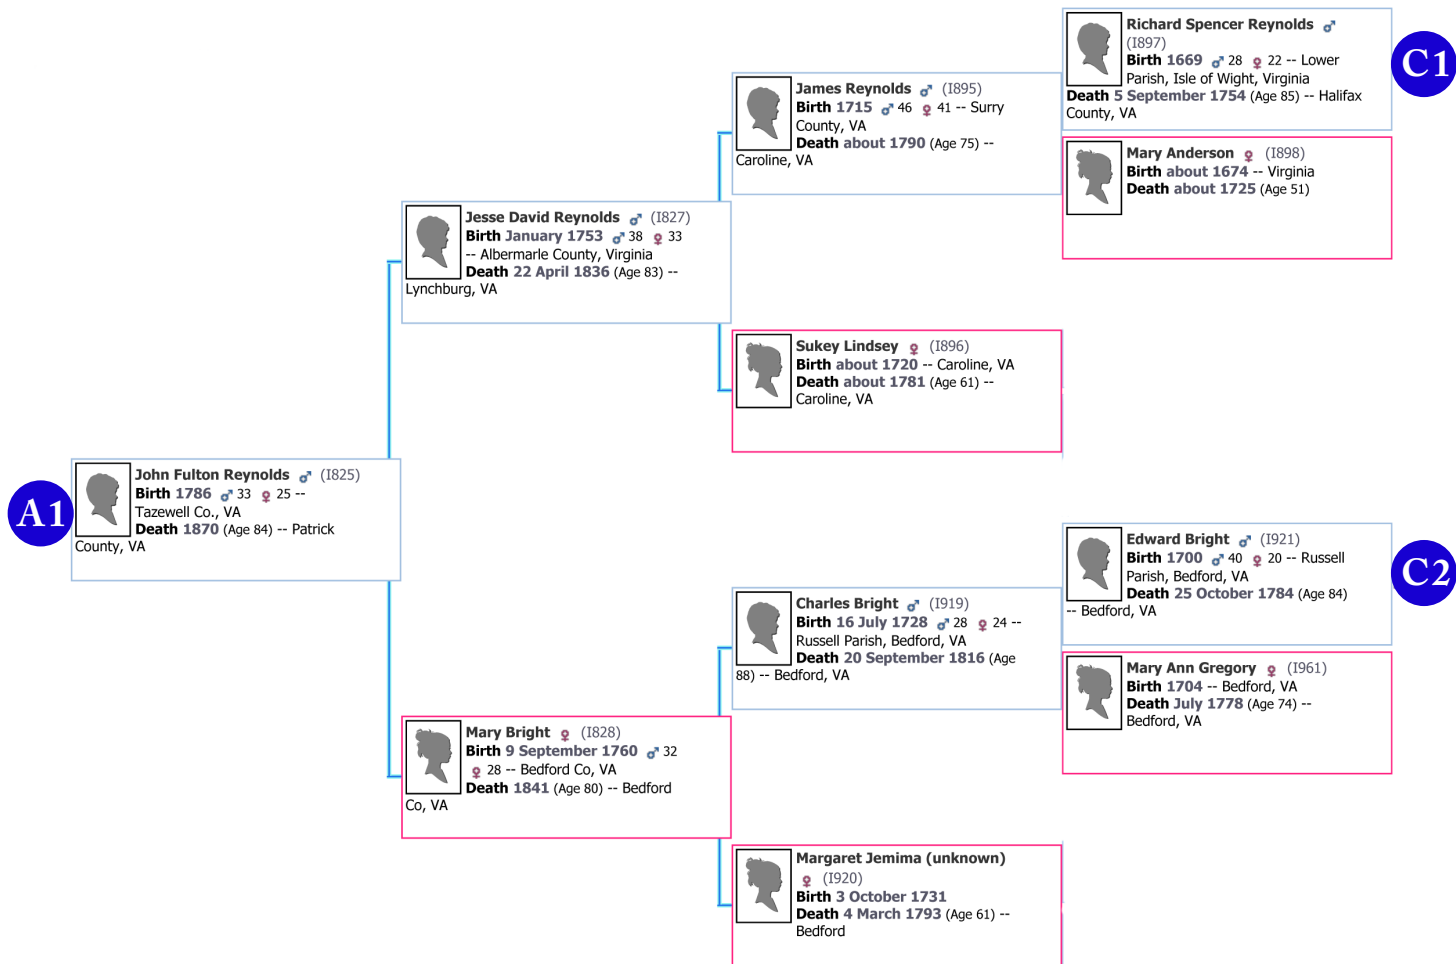 Richard Spencer Reynolds ♂
(I897)
Birth 1669 ♂ 28 ♀ 22 -- Lower
Parish, Isle of Wight, Virginia
Death 5 September 1754 (Age 85) -- Halifax
County, VA
C1
Mary Anderson ♀ (I898)
Birth about 1674 -- Virginia
Death about 1725 (Age 51)
James Reynolds ♂ (I895)
Birth 1715 ♂ 46 ♀ 41 -- Surry
County, VA
Death about 1790 (Age 75) --
Caroline, VA
Jesse David Reynolds ♂ (I827)
Birth January 1753 ♂ 38 ♀ 33
-- Albermarle County, Virginia
Death 22 April 1836 (Age 83) --
Lynchburg, VA
Sukey Lindsey ♀ (I896)
Birth about 1720 -- Caroline, VA
Death about 1781 (Age 61) --
Caroline, VA
A1
John Fulton Reynolds ♂ (I825)
Birth 1786 ♂ 33 ♀ 25 --
Tazewell Co., VA
Death 1870 (Age 84) -- Patrick
County, VA
Edward Bright ♂ (I921)
Birth 1700 ♂ 40 ♀ 20 -- Russell
Parish, Bedford, VA
Death 25 October 1784 (Age 84)
-- Bedford, VA
C2
Charles Bright ♂ (I919)
Birth 16 July 1728 ♂ 28 ♀ 24 --
Russell Parish, Bedford, VA
Death 20 September 1816 (Age
88) -- Bedford, VA
Mary Ann Gregory ♀ (I961)
Birth 1704 -- Bedford, VA
Death July 1778 (Age 74) --
Bedford, VA
Mary Bright ♀ (I828)
Birth 9 September 1760 ♂ 32
♀ 28 -- Bedford Co, VA
Death 1841 (Age 80) -- Bedford
Co, VA
Margaret Jemima (unknown)
♀ (I920)
Birth 3 October 1731
Death 4 March 1793 (Age 61) --
Bedford